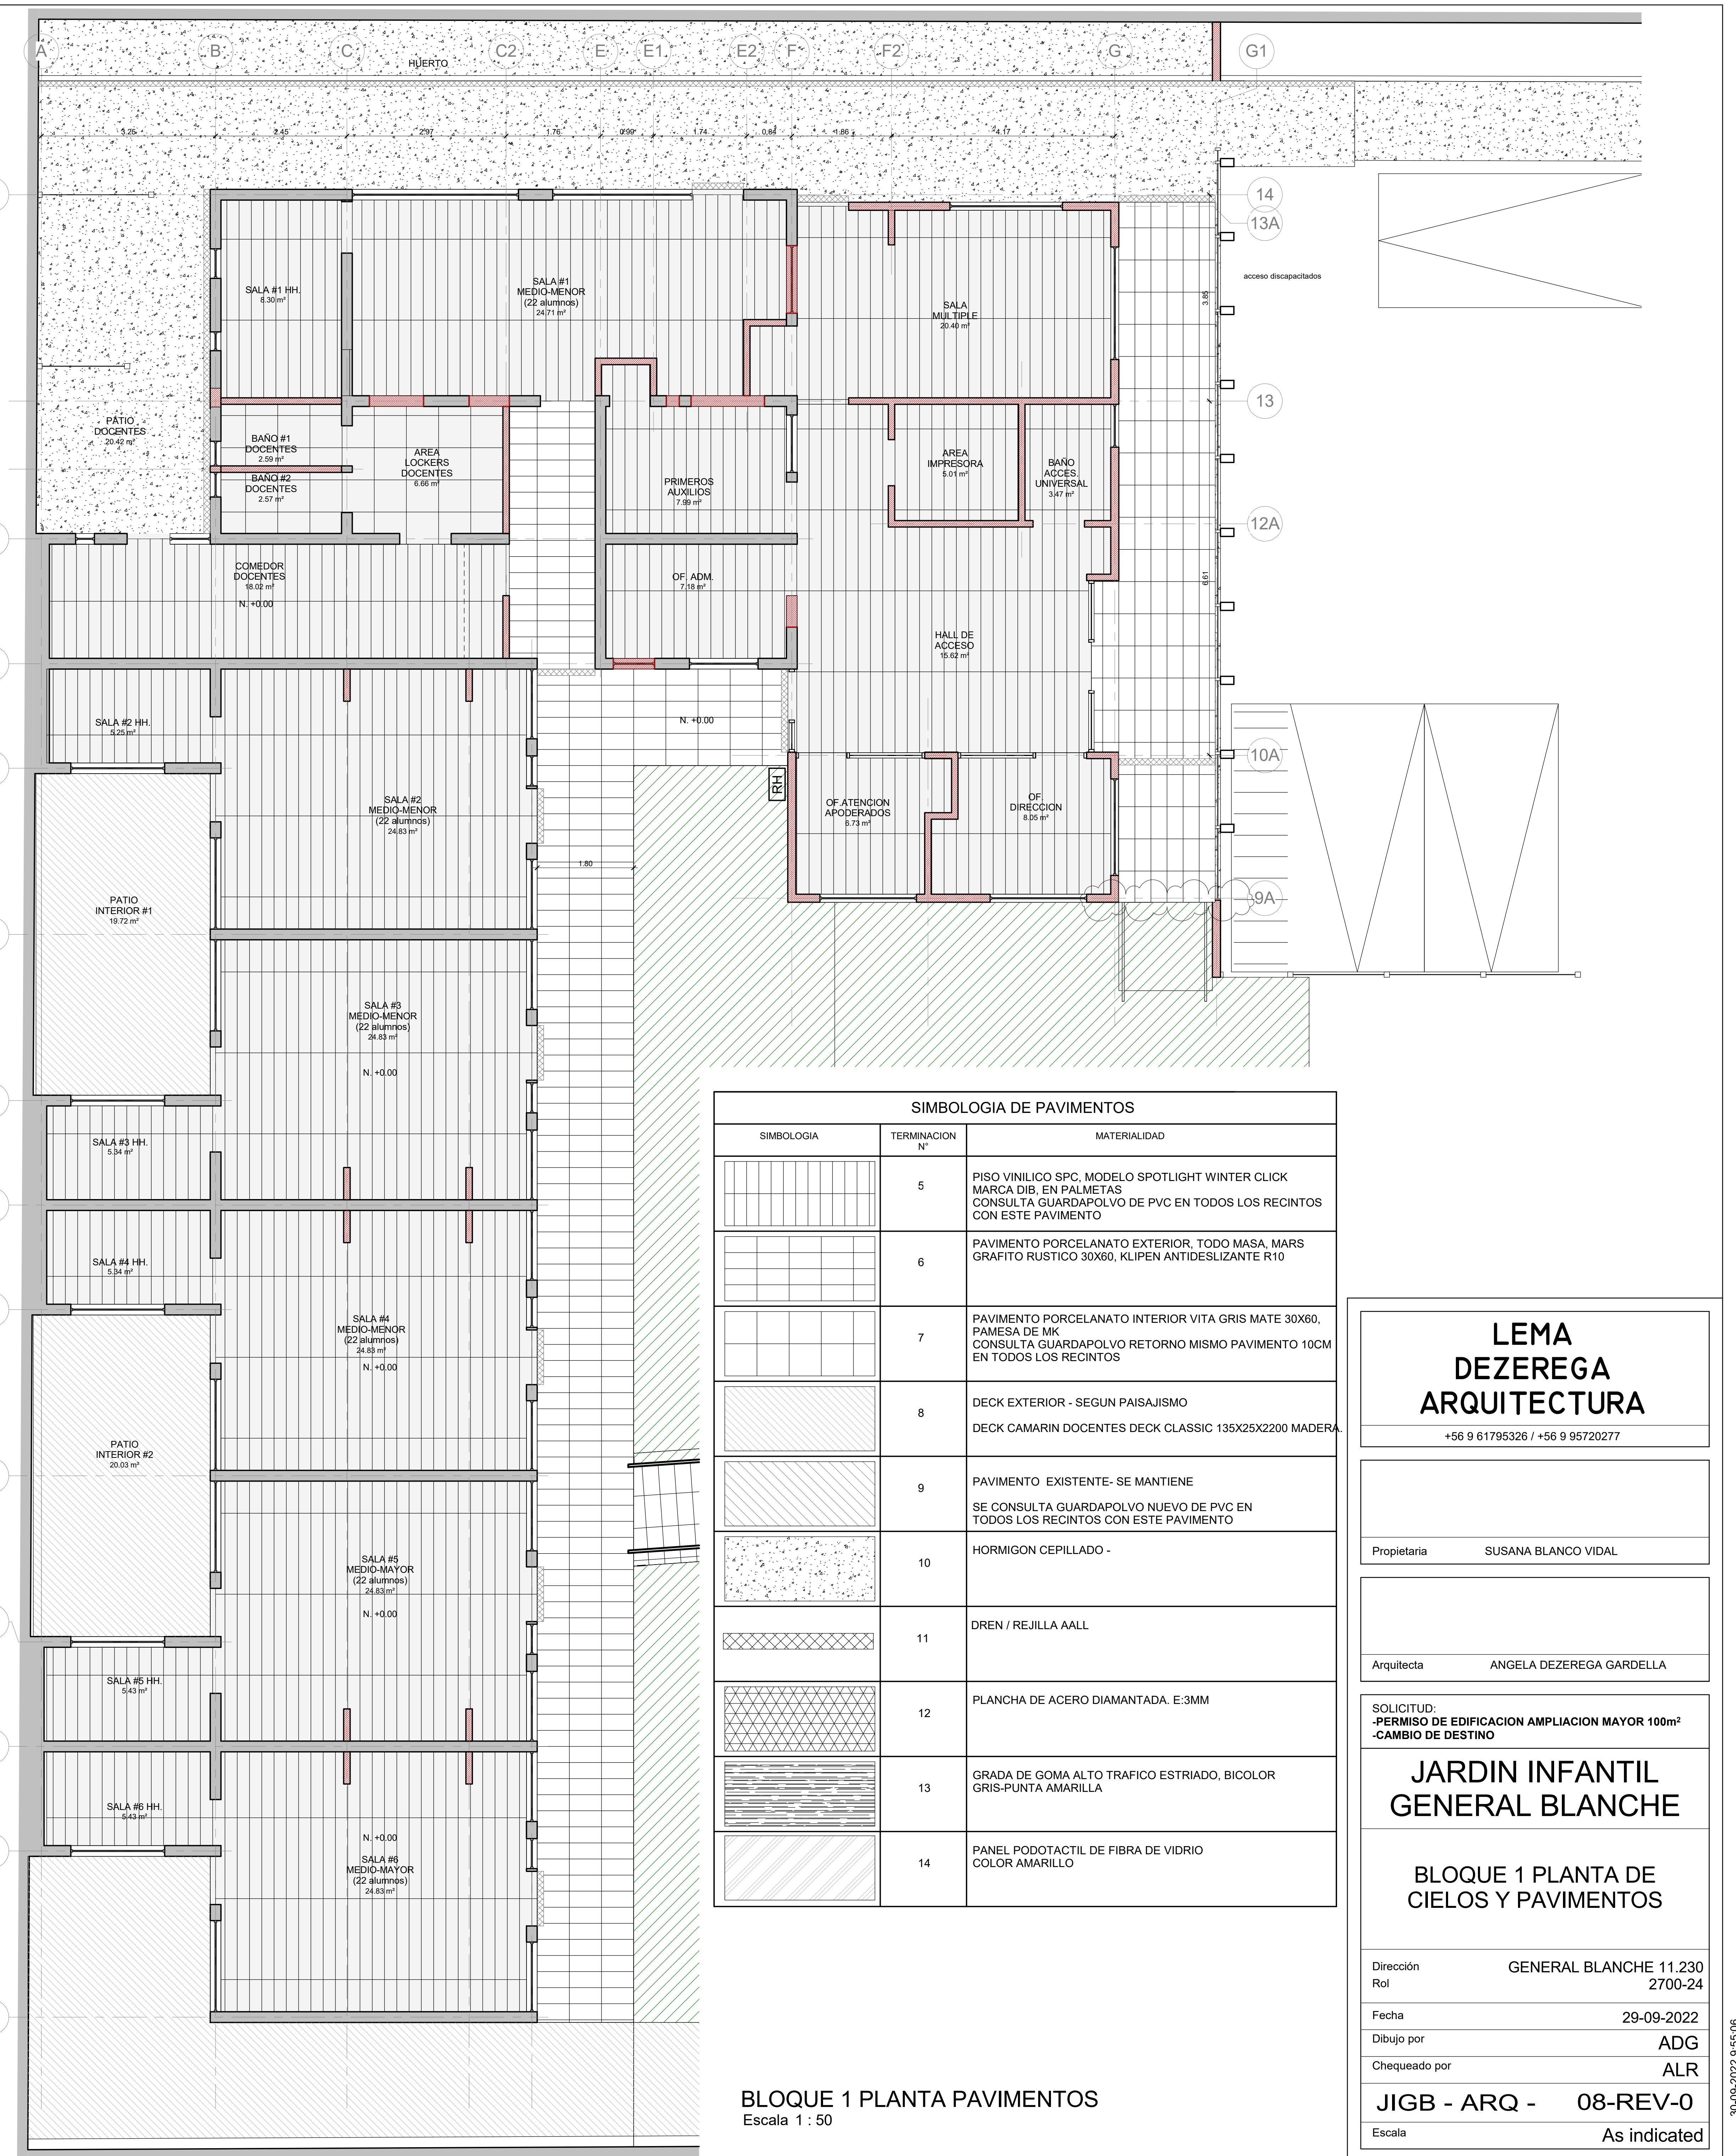 A
B
C
C2
E
E1
E2
F
F2
G
G1
HUERTO
3.25
2.45
2.97
1.76
0.99
1.74
0.84
1.86
4.17
14
13A
acceso discapacitados
3.85
SALA #1 HH.
8.30 m²
SALA #1
MEDIO-MENOR
(22 alumnos)
24.71 m²
SALA
MULTIPLE
20.40 m²
13
PATIO
DOCENTES
20.42 m²
BAÑO #1
DOCENTES
2.59 m²
BAÑO #2
DOCENTES
2.57 m²
AREA
LOCKERS
DOCENTES
6.66 m²
PRIMEROS
AUXILIOS
7.99 m²
AREA
IMPRESORA
5.01 m²
BAÑO
ACCES.
UNIVERSAL
3.47 m²
12A
COMEDOR
DOCENTES
18.02 m²
N. +0.00
OF. ADM.
7.18 m²
6.61
HALL DE
ACCESO
15.62 m²
SALA #2 HH.
5.25 m²
N. +0.00
10A
RH
SALA #2
MEDIO-MENOR
(22 alumnos)
24.83 m²
OF.ATENCION
APODERADOS
6.73 m²
OF.
DIRECCION
8.05 m²
1.80
9A
PATIO
INTERIOR #1
19.72 m²
SALA #3
MEDIO-MENOR
(22 alumnos)
24.83 m²
N. +0.00
SALA #3 HH.
5.34 m²
SALA #4 HH.
5.34 m²
SALA #4
MEDIO-MENOR
(22 alumnos)
24.83 m²
N. +0.00
PATIO
INTERIOR #2
20.03 m²
SALA #5
MEDIO-MAYOR
(22 alumnos)
24.83 m²
N. +0.00
SALA #5 HH.
5.43 m²
SALA #6 HH.
5.43 m²
N. +0.00
SALA #6
MEDIO-MAYOR
(22 alumnos)
24.83 m²
SIMBOLOGIA DE PAVIMENTOS
SIMBOLOGIA
TERMINACION
N°
MATERIALIDAD
5
PISO VINILICO SPC, MODELO SPOTLIGHT WINTER CLICK
MARCA DIB, EN PALMETAS
CONSULTA GUARDAPOLVO DE PVC EN TODOS LOS RECINTOS
CON ESTE PAVIMENTO
6
PAVIMENTO PORCELANATO EXTERIOR, TODO MASA, MARS
GRAFITO RUSTICO 30X60, KLIPEN ANTIDESLIZANTE R10
7
PAVIMENTO PORCELANATO INTERIOR VITA GRIS MATE 30X60,
PAMESA DE MK
CONSULTA GUARDAPOLVO RETORNO MISMO PAVIMENTO 10CM
EN TODOS LOS RECINTOS
8
DECK EXTERIOR - SEGUN PAISAJISMO
DECK CAMARIN DOCENTES DECK CLASSIC 135X25X2200 MADERA.
9
PAVIMENTO EXISTENTE- SE MANTIENE
SE CONSULTA GUARDAPOLVO NUEVO DE PVC EN
TODOS LOS RECINTOS CON ESTE PAVIMENTO
10
HORMIGON CEPILLADO -
11
DREN / REJILLA AALL
12
PLANCHA DE ACERO DIAMANTADA. E:3MM
13
GRADA DE GOMA ALTO TRAFICO ESTRIADO, BICOLOR
GRIS-PUNTA AMARILLA
14
PANEL PODOTACTIL DE FIBRA DE VIDRIO
COLOR AMARILLO
BLOQUE 1 PLANTA PAVIMENTOS
Escala 1 : 50
LEMA
DEZEREGA
ARQUITECTURA
+56 9 61795326 / +56 9 95720277
Propietaria SUSANA BLANCO VIDAL
Arquitecta ANGELA DEZEREGA GARDELLA
SOLICITUD:
-PERMISO DE EDIFICACION AMPLIACION MAYOR 100m²
-CAMBIO DE DESTINO
JARDIN INFANTIL
GENERAL BLANCHE
BLOQUE 1 PLANTA DE
CIELOS Y PAVIMENTOS
Dirección GENERAL BLANCHE 11.230
Rol 2700-24
Fecha 29-09-2022
Dibujo por ADG
Chequeado por ALR
JIGB - ARQ - 08-REV-0
Escala As indicated
30-09-2022 9:55:06